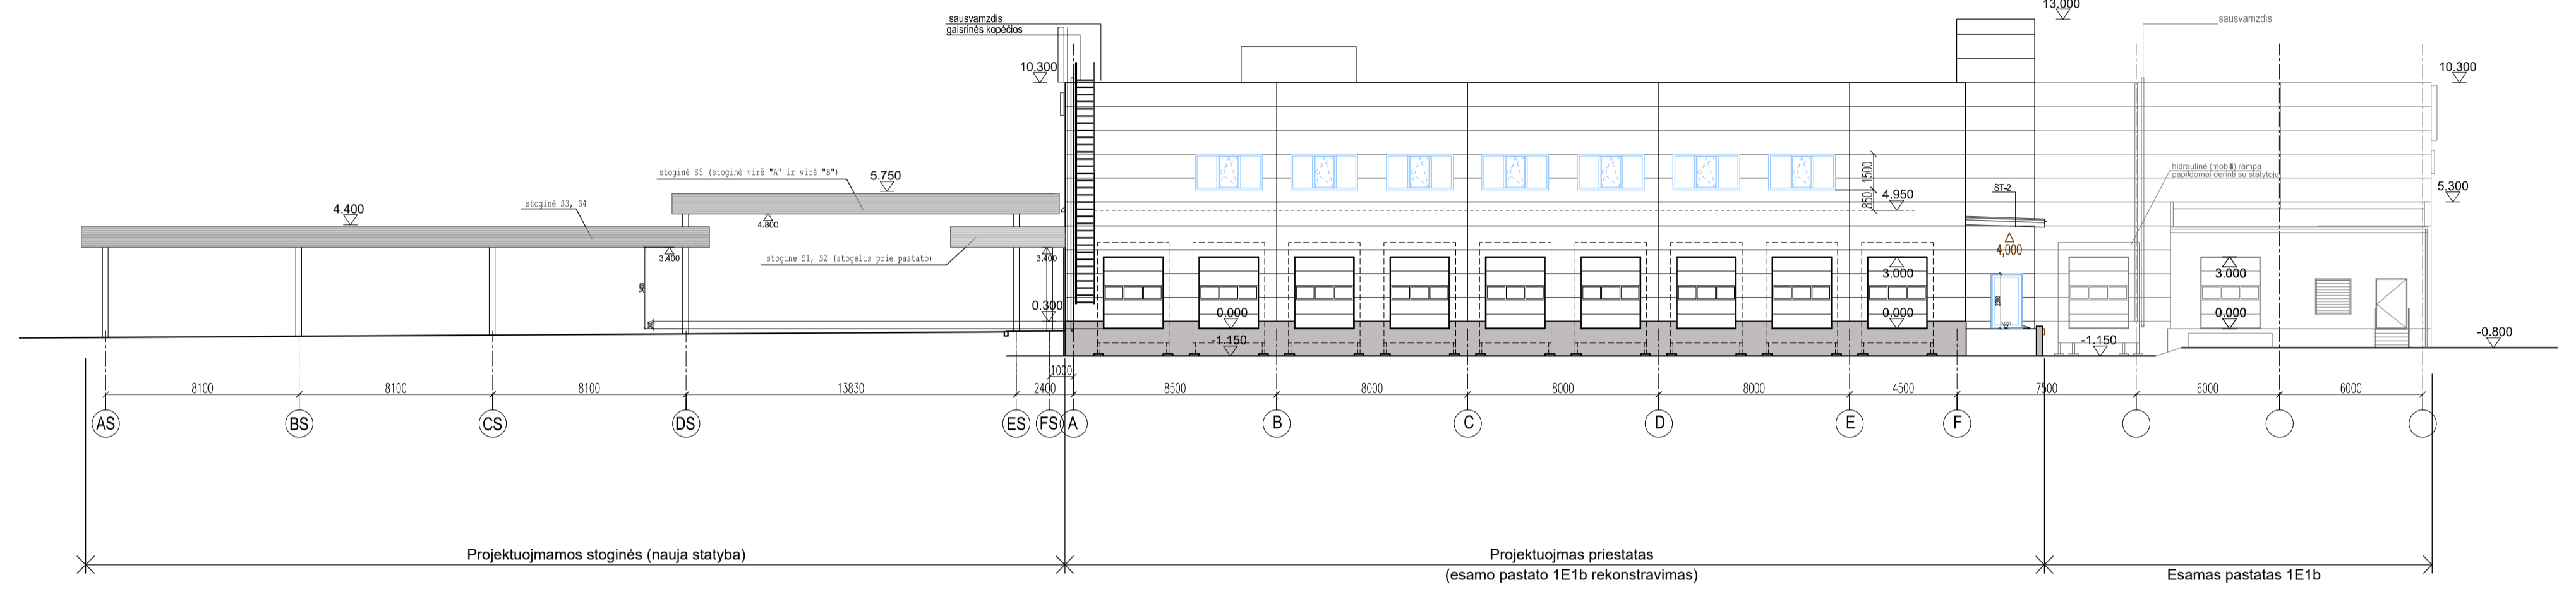 sausvamzdis
gaisrinės kopėčios
13.000
sausvamzdis
10.300
10.300
stoginė S5 (stoginė virš "A" ir virš "B")
5.750
1500
850
4,950
hidraulinė (mobili) rampa
papildomai derinti su statytoju
ST-2
5.300
stoginė S3, S4
4.400
4.800
4,000
stoginė S1, S2 (stogelis prie pastato)
3.400
3.400
3.000
3.000
3400
0.300
0.000
0.000
0.000
-1.150
-1.150
-0.800
1000
8100
8100
8100
13830
2400
8500
8000
8000
8000
4500
7500
6000
6000
AS
BS
CS
DS
ES
FS
A
B
C
D
E
F
Projektuojmamos stoginės (nauja statyba)
Projektuojmas priestatas
(esamo pastato 1E1b rekonstravimas)
Esamas pastatas 1E1b